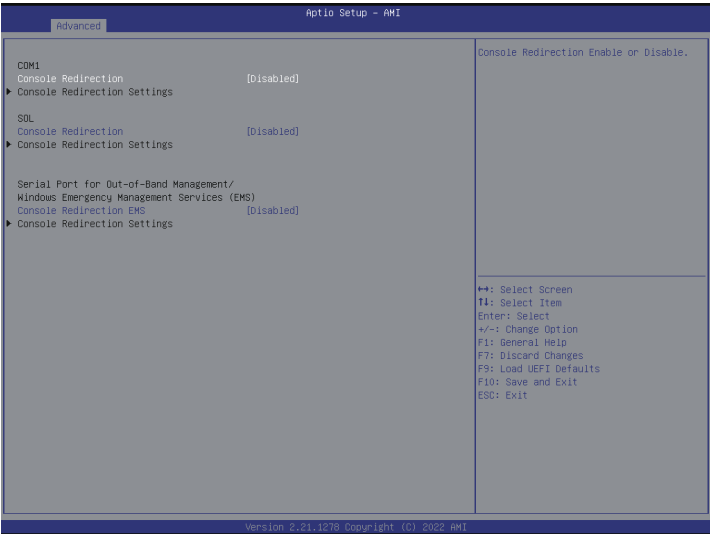 Aptio Setup – AMI
Advanced
COM1
Console Redirection [Disabled]
Console Redirection Settings
SOL
Console Redirection [Disabled]
Console Redirection Settings
Serial Port for Out-of-Band Management/
Windows Emergency Management Services (EMS)
Console Redirection EMS [Disabled]
Console Redirection Settings
Console Redirection Enable or Disable.
↔: Select Screen
↑↓: Select Item
Enter: Select
+/-: Change Option
F1: General Help
F7: Discard Changes
F9: Load UEFI Defaults
F10: Save and Exit
ESC: Exit
Version 2.21.1278 Copyright (C) 2022 AMI